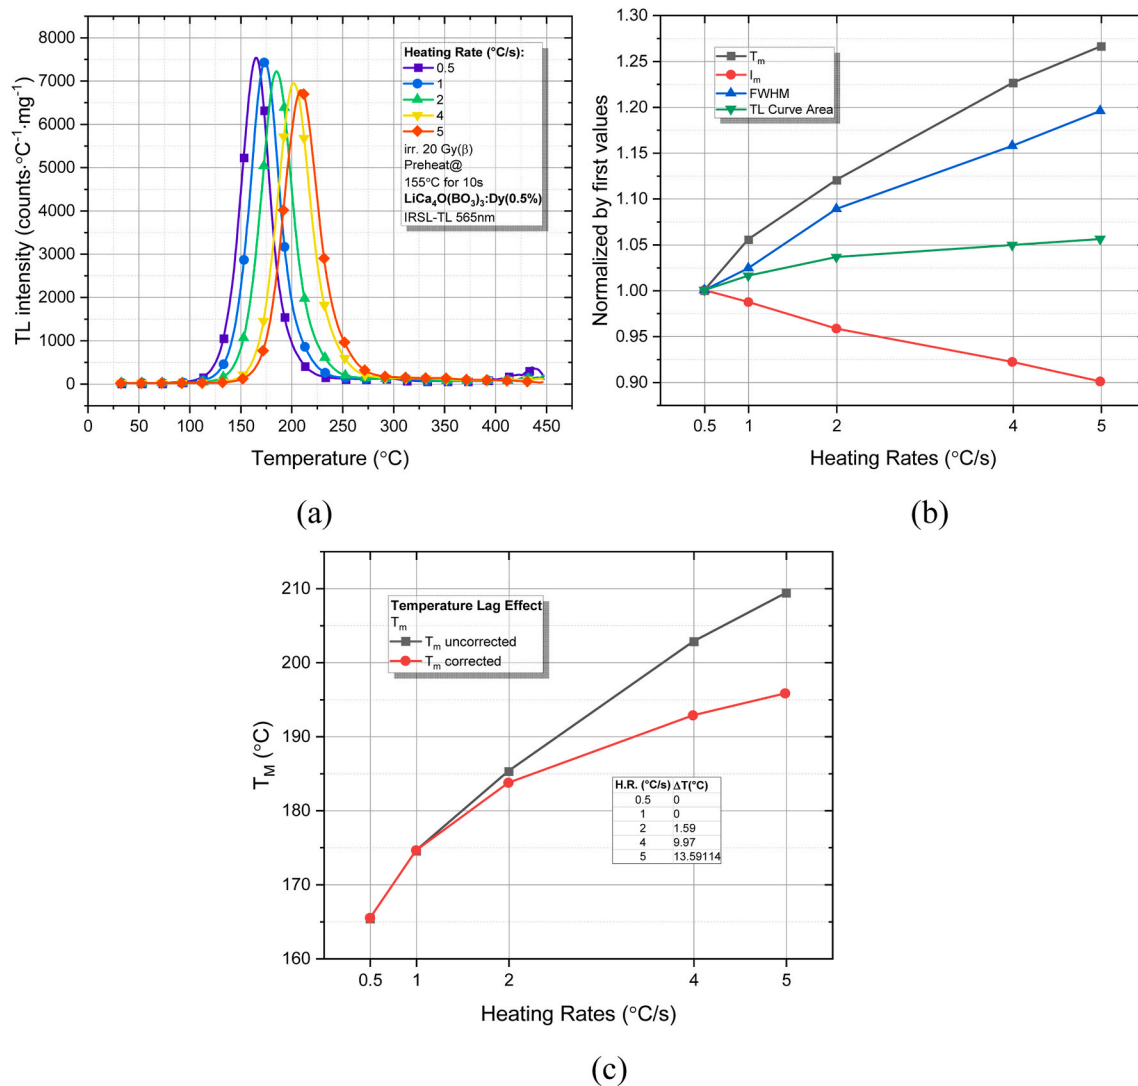 8000
7000
6000
5000
4000
3000
2000
1000
0
TL intensity (counts·°C⁻¹·mg⁻¹)
Heating Rate (°C/s):
0.5
1
2
4
5
irr. 20 Gy(β)
Preheat@
155°C for 10s
LiCa₄O(BO₃)₃:Dy(0.5%)
IRSL-TL 565nm
0 50 100 150 200 250 300 350 400 450
Temperature (°C)
(a)
1.30
1.25
1.20
1.15
1.10
1.05
1.00
0.95
0.90
Normalized by first values
Tₘ
Iₘ
FWHM
TL Curve Area
0.5 1 2 4 5
Heating Rates (°C/s)
(b)
210
200
190
180
170
160
T_M (°C)
Temperature Lag Effect
Tₘ
Tₘ uncorrected
Tₘ corrected
H.R. (°C/s) ΔT(°C)
0.5 0
1 0
2 1.59
4 9.97
5 13.59114
0.5 1 2 4 5
Heating Rates (°C/s)
(c)